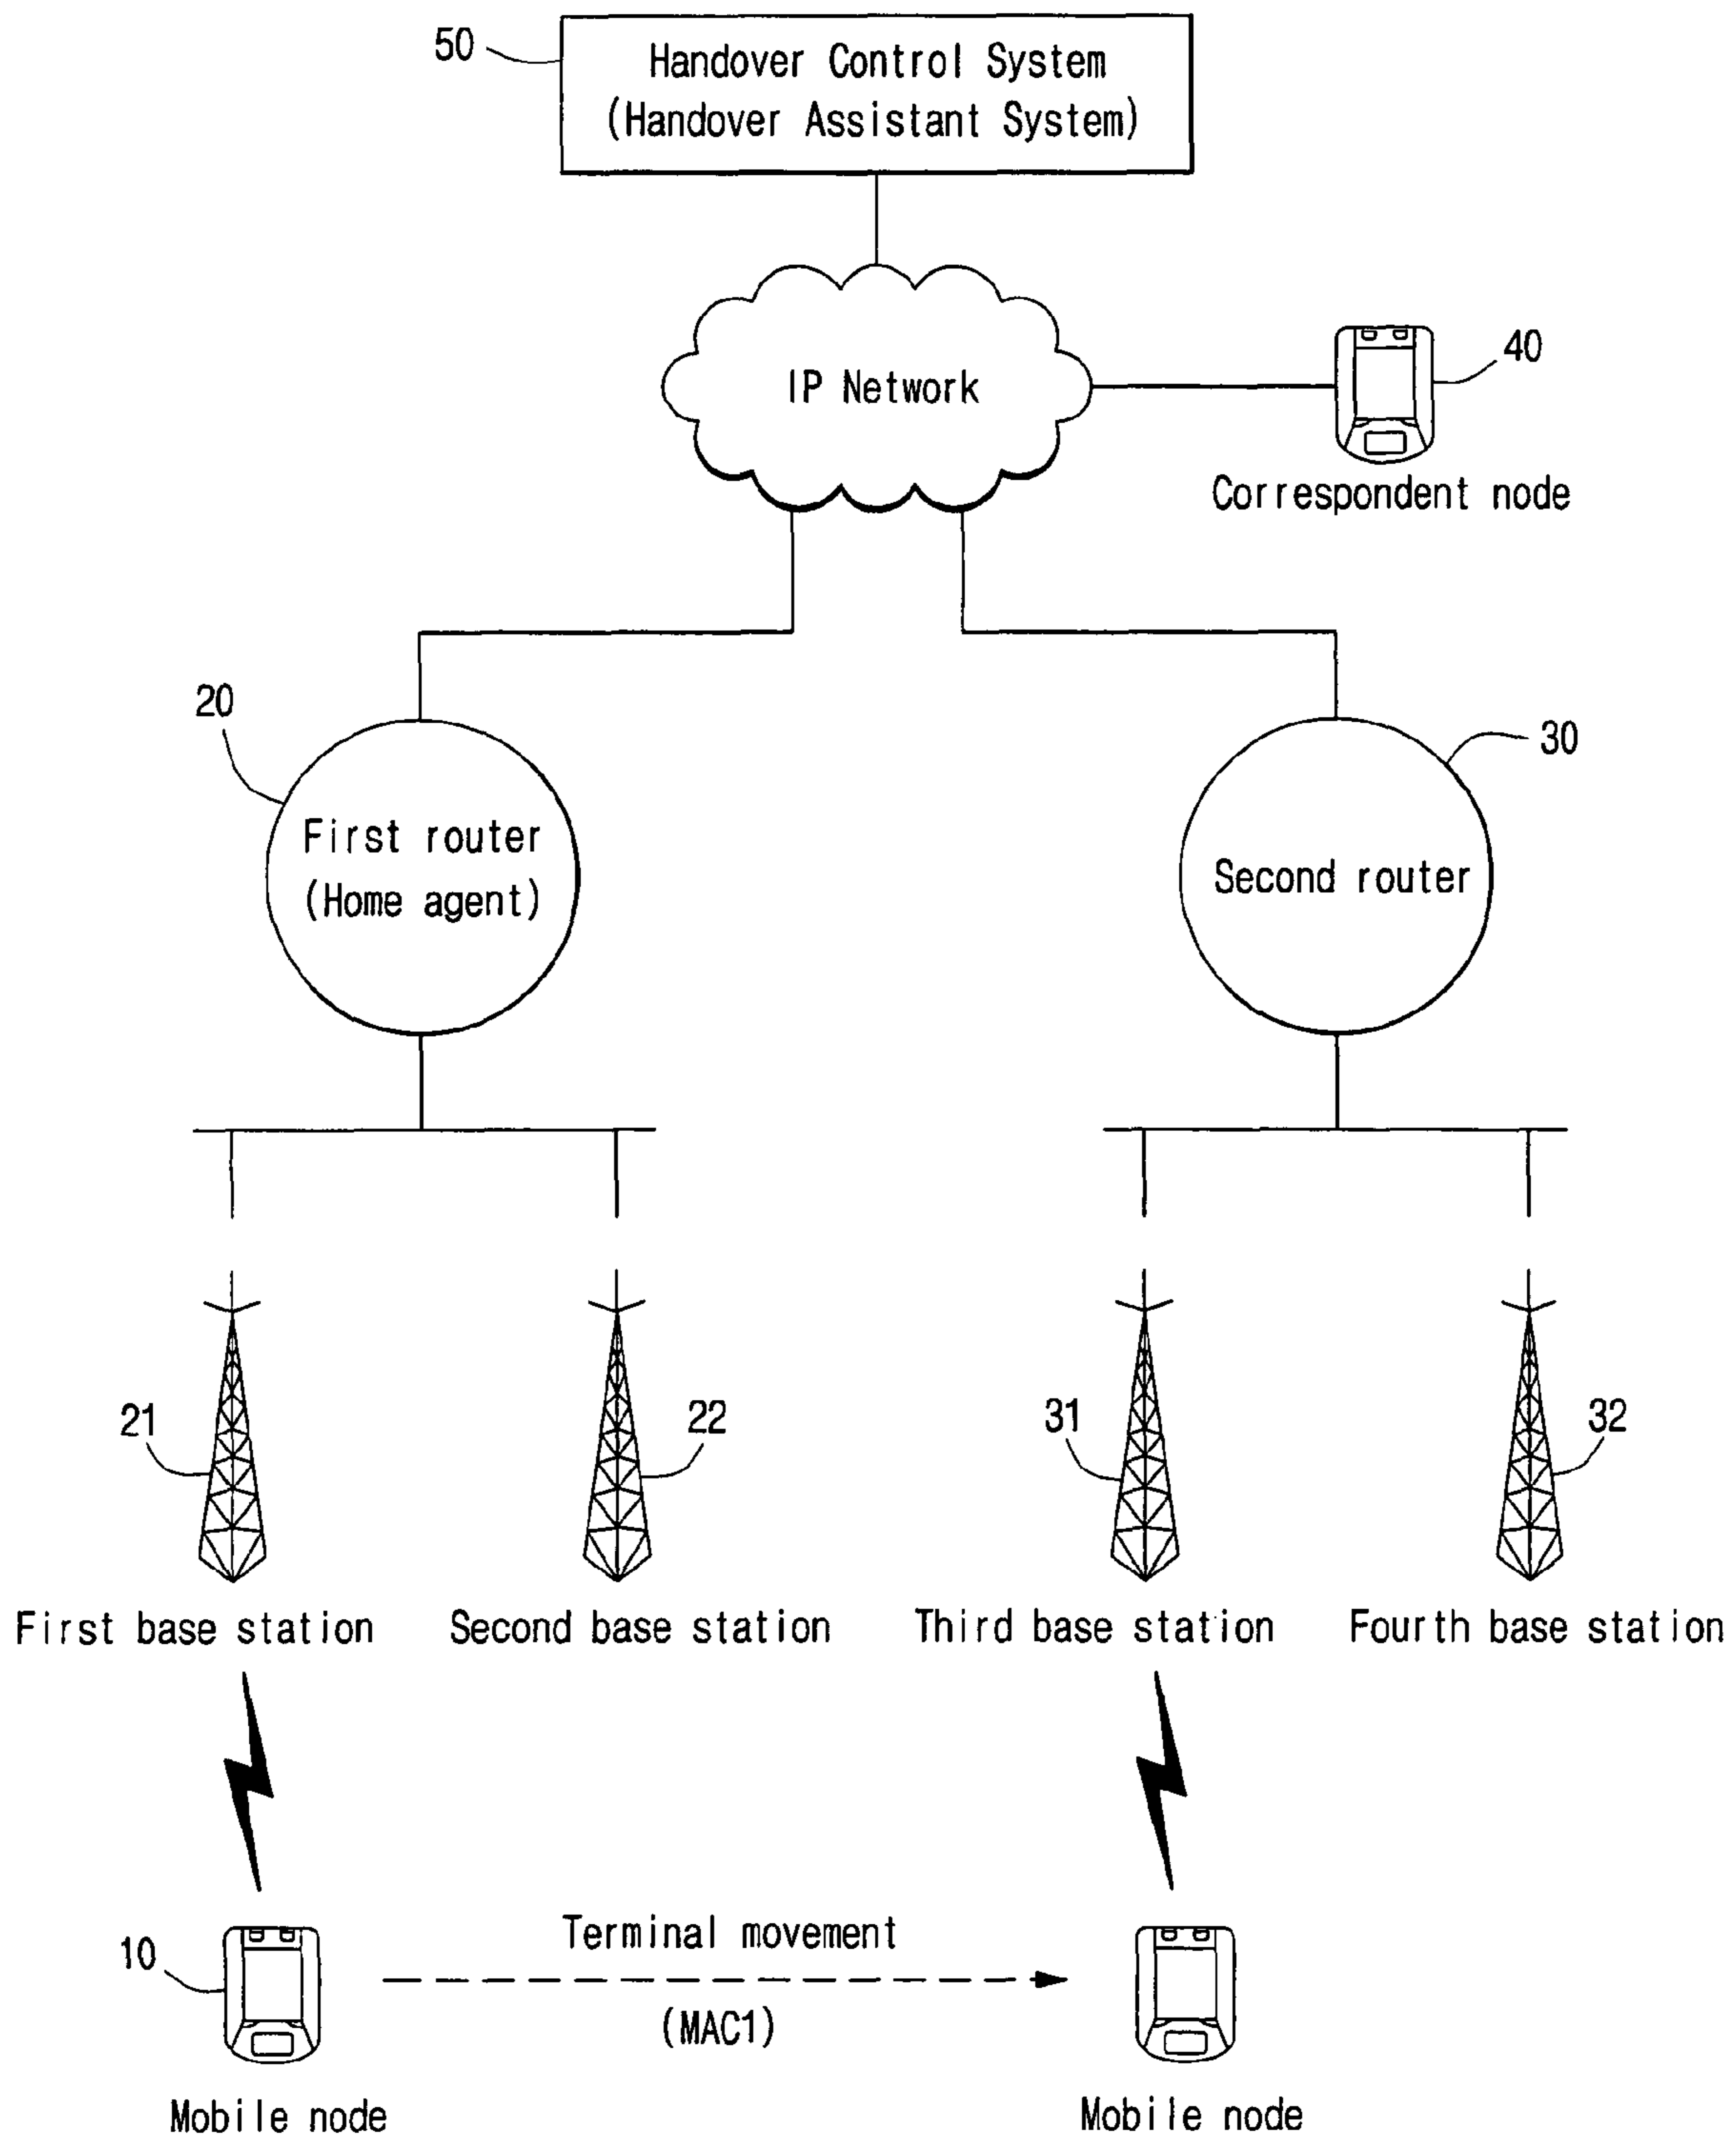 50
Handover Control System
(Handover Assistant System)
IP Network
40
Correspondent node
20
First router
(Home agent)
30
Second router
21
22
31
32
First base station
Second base station
Third base station
Fourth base station
10
Terminal movement
(MAC1)
Mobile node
Mobile node